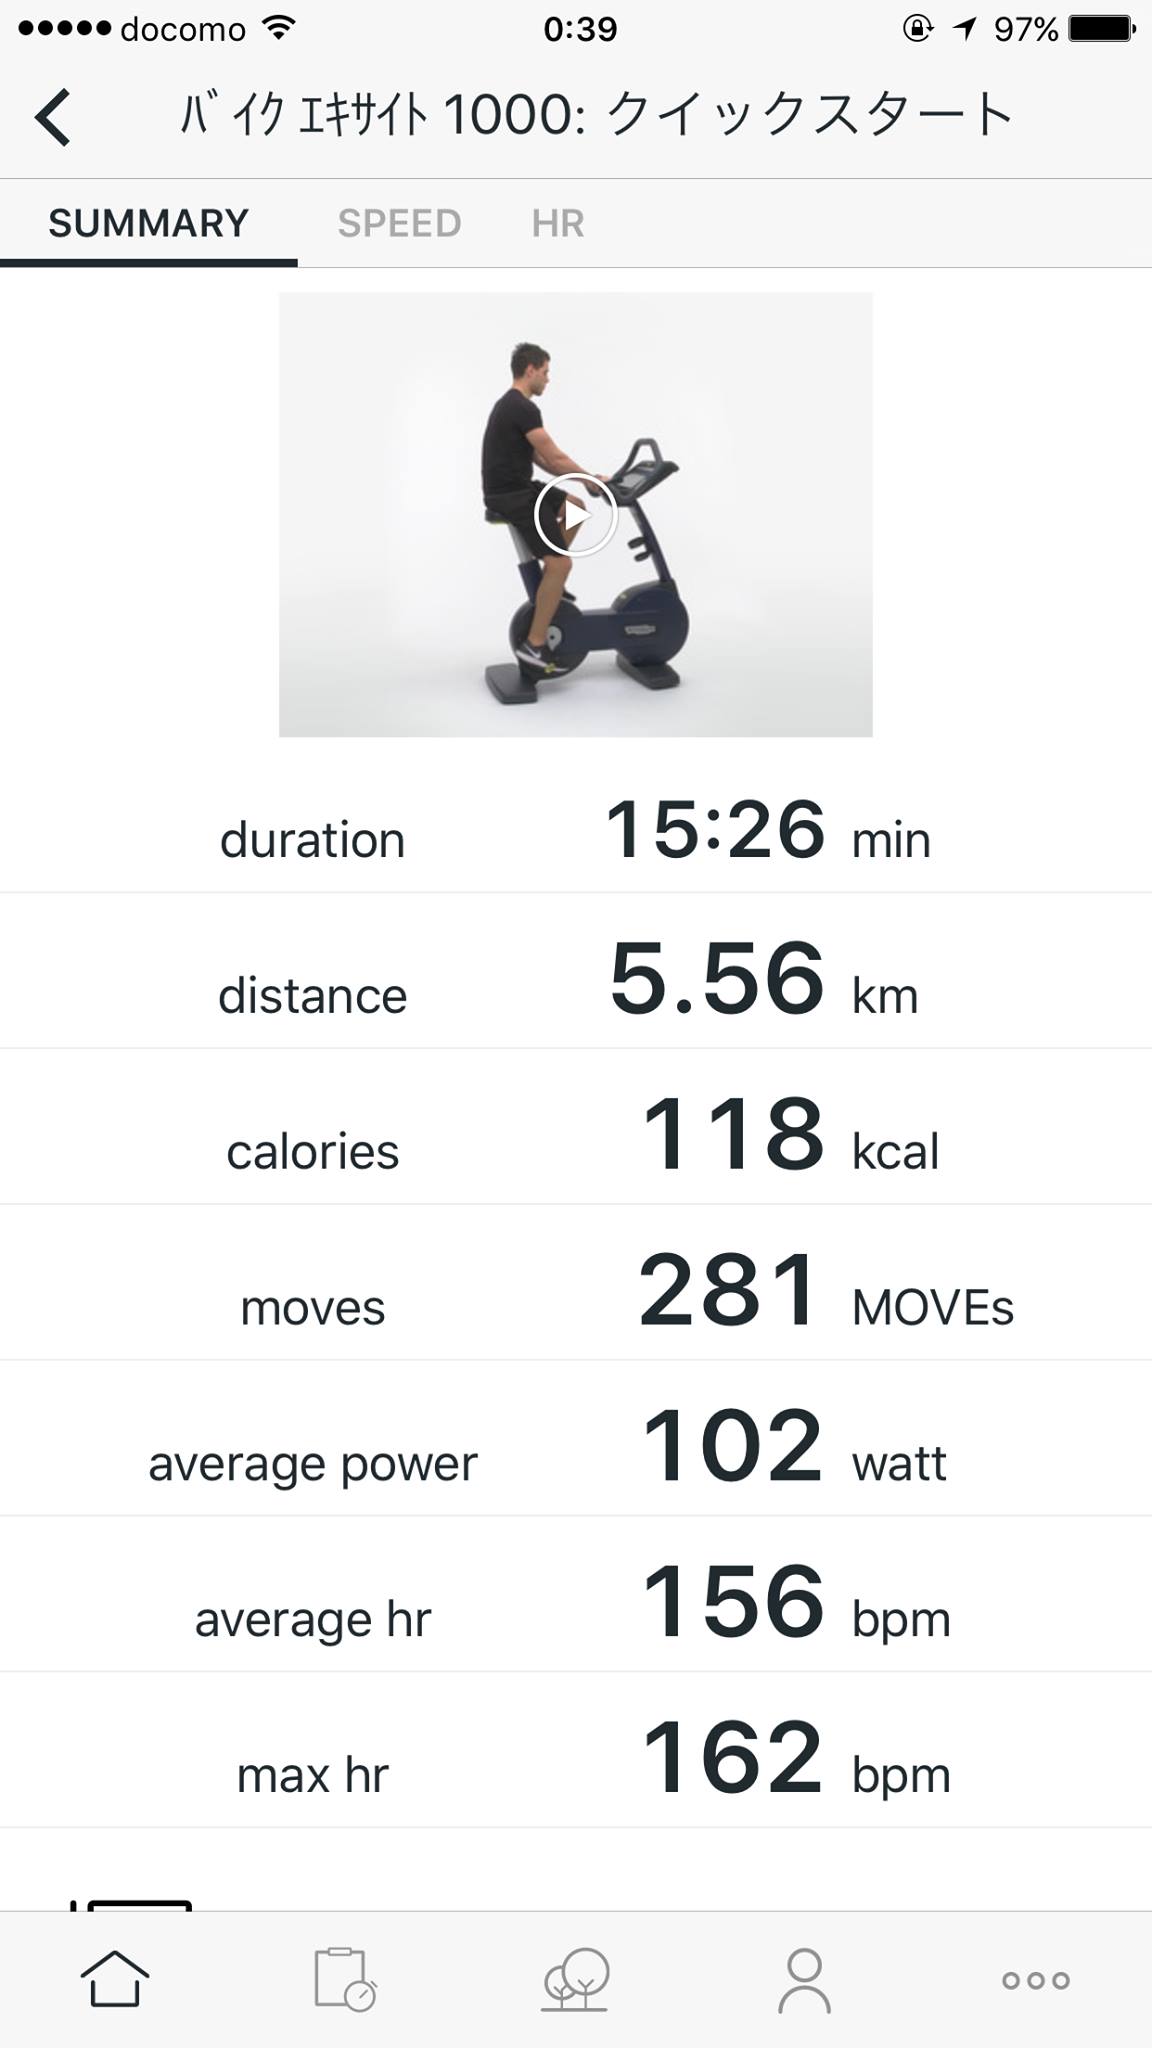 docomo 0:39 97%
ﾊﾞｲｸ ｴｷｻｲﾄ 1000: クイックスタート
SUMMARY SPEED HR
duration 15:26 min
distance 5.56 km
calories 118 kcal
moves 281 MOVEs
average power 102 watt
average hr 156 bpm
max hr 162 bpm